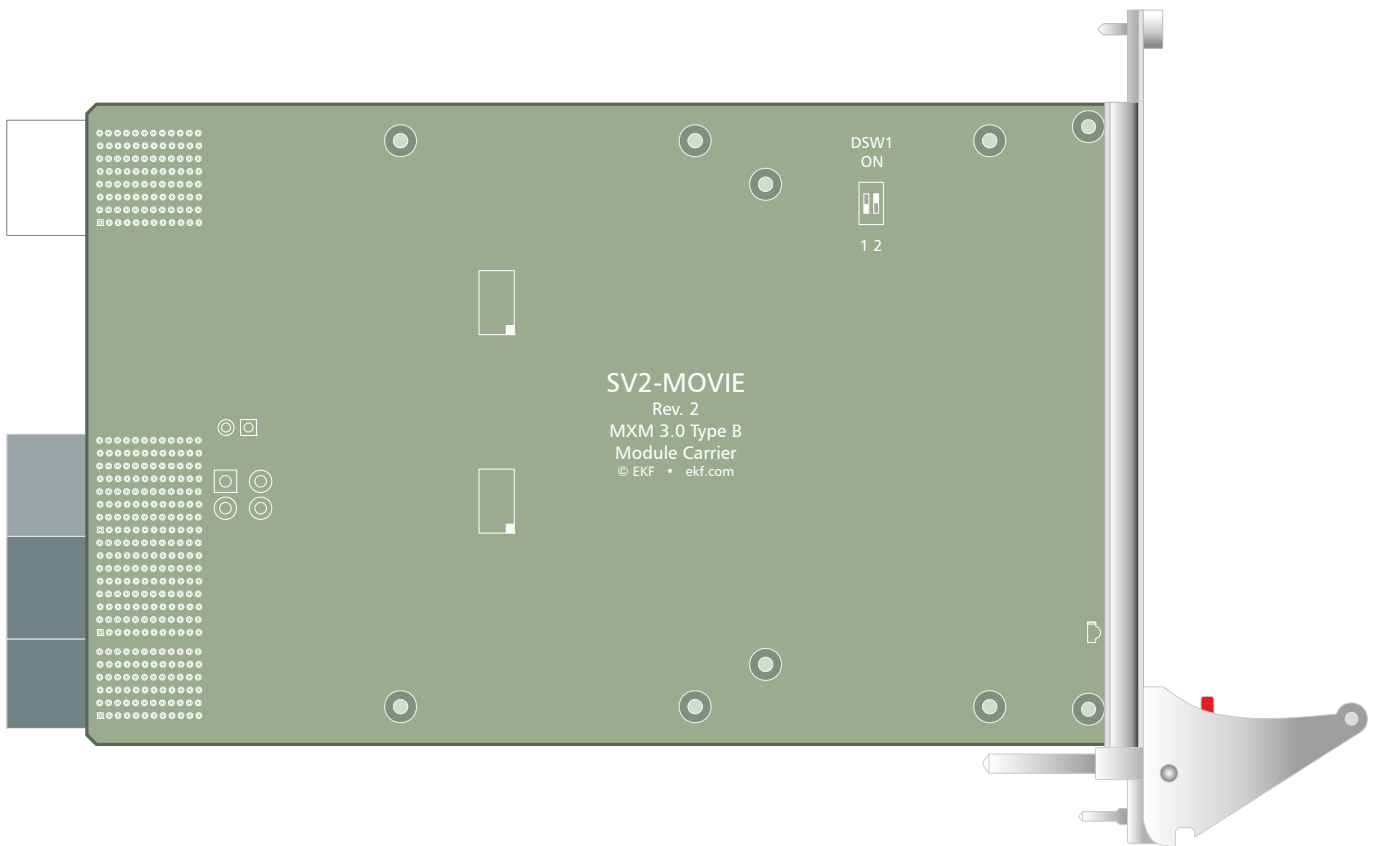 DSW1
ON
1 2
SV2-MOVIE
Rev. 2
MXM 3.0 Type B
Module Carrier
© EKF • ekf.com